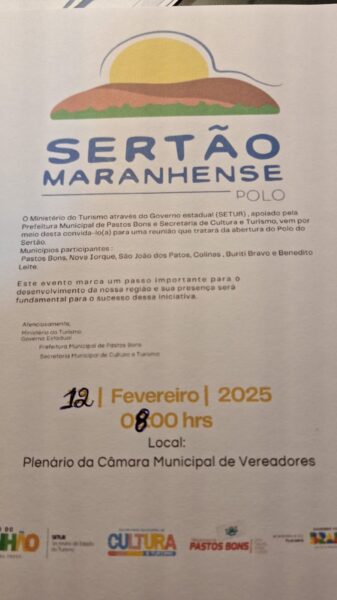 SERTÃO
MARANHENSE
POLO
O Ministério do Turismo através do Governo estadual (SETUR) , apoiado pela
Prefeitura Municipal de Pastos Bons e Secretaria de Cultura e Turismo, vem por
meio desta convida-lo(a) para uma reunião que tratara da abertura do Polo do
Sertão.
Municípios participantes :
Pastos Bons, Nova Iorque, São João dos Patos, Colinas , Buriti Bravo e Benedito
Leite.
Este evento marca um passo importante para o
desenvolvimento da nossa região e sua presença será
fundamental para o sucesso dessa iniciativa.
Atenciosamente,
Ministério do Turismo
Governo Estadual
Prefeitura Municipal de Pastos Bons
Secretaria Municipal de Cultura e Turismo
12 | Fevereiro | 2025
08:00 hrs
Local:
Plenário da Câmara Municipal de Vereadores
CULTURA
E TURISMO
PASTOS BONS